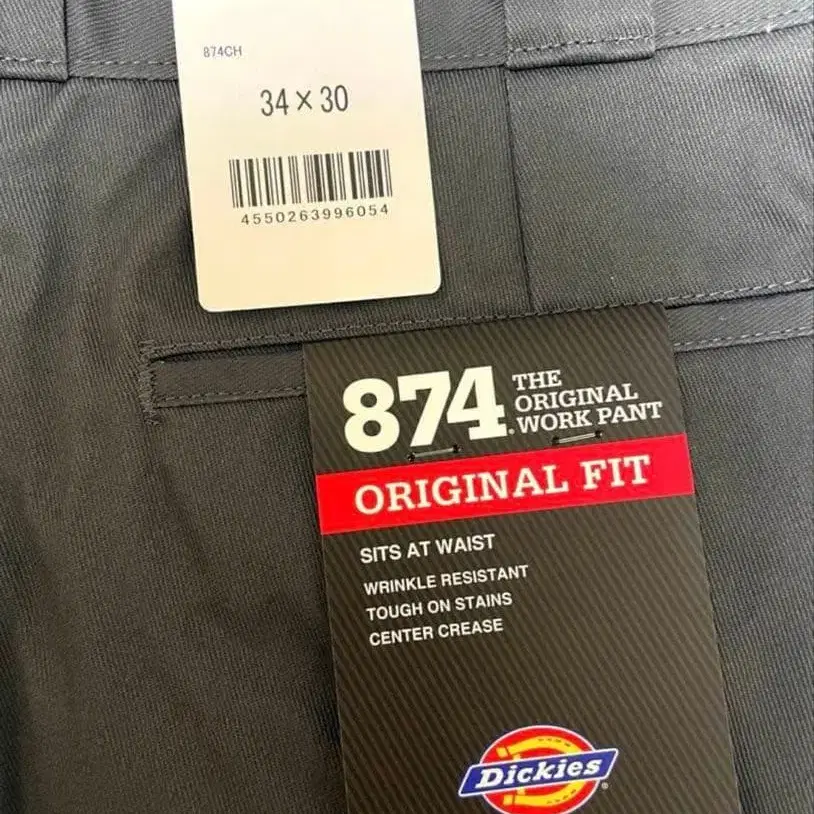 874CH
34×30
4550263996054
874. THE
ORIGINAL
WORK PANT
ORIGINAL FIT
SITS AT WAIST
WRINKLE RESISTANT
TOUGH ON STAINS
CENTER CREASE
Dickies®